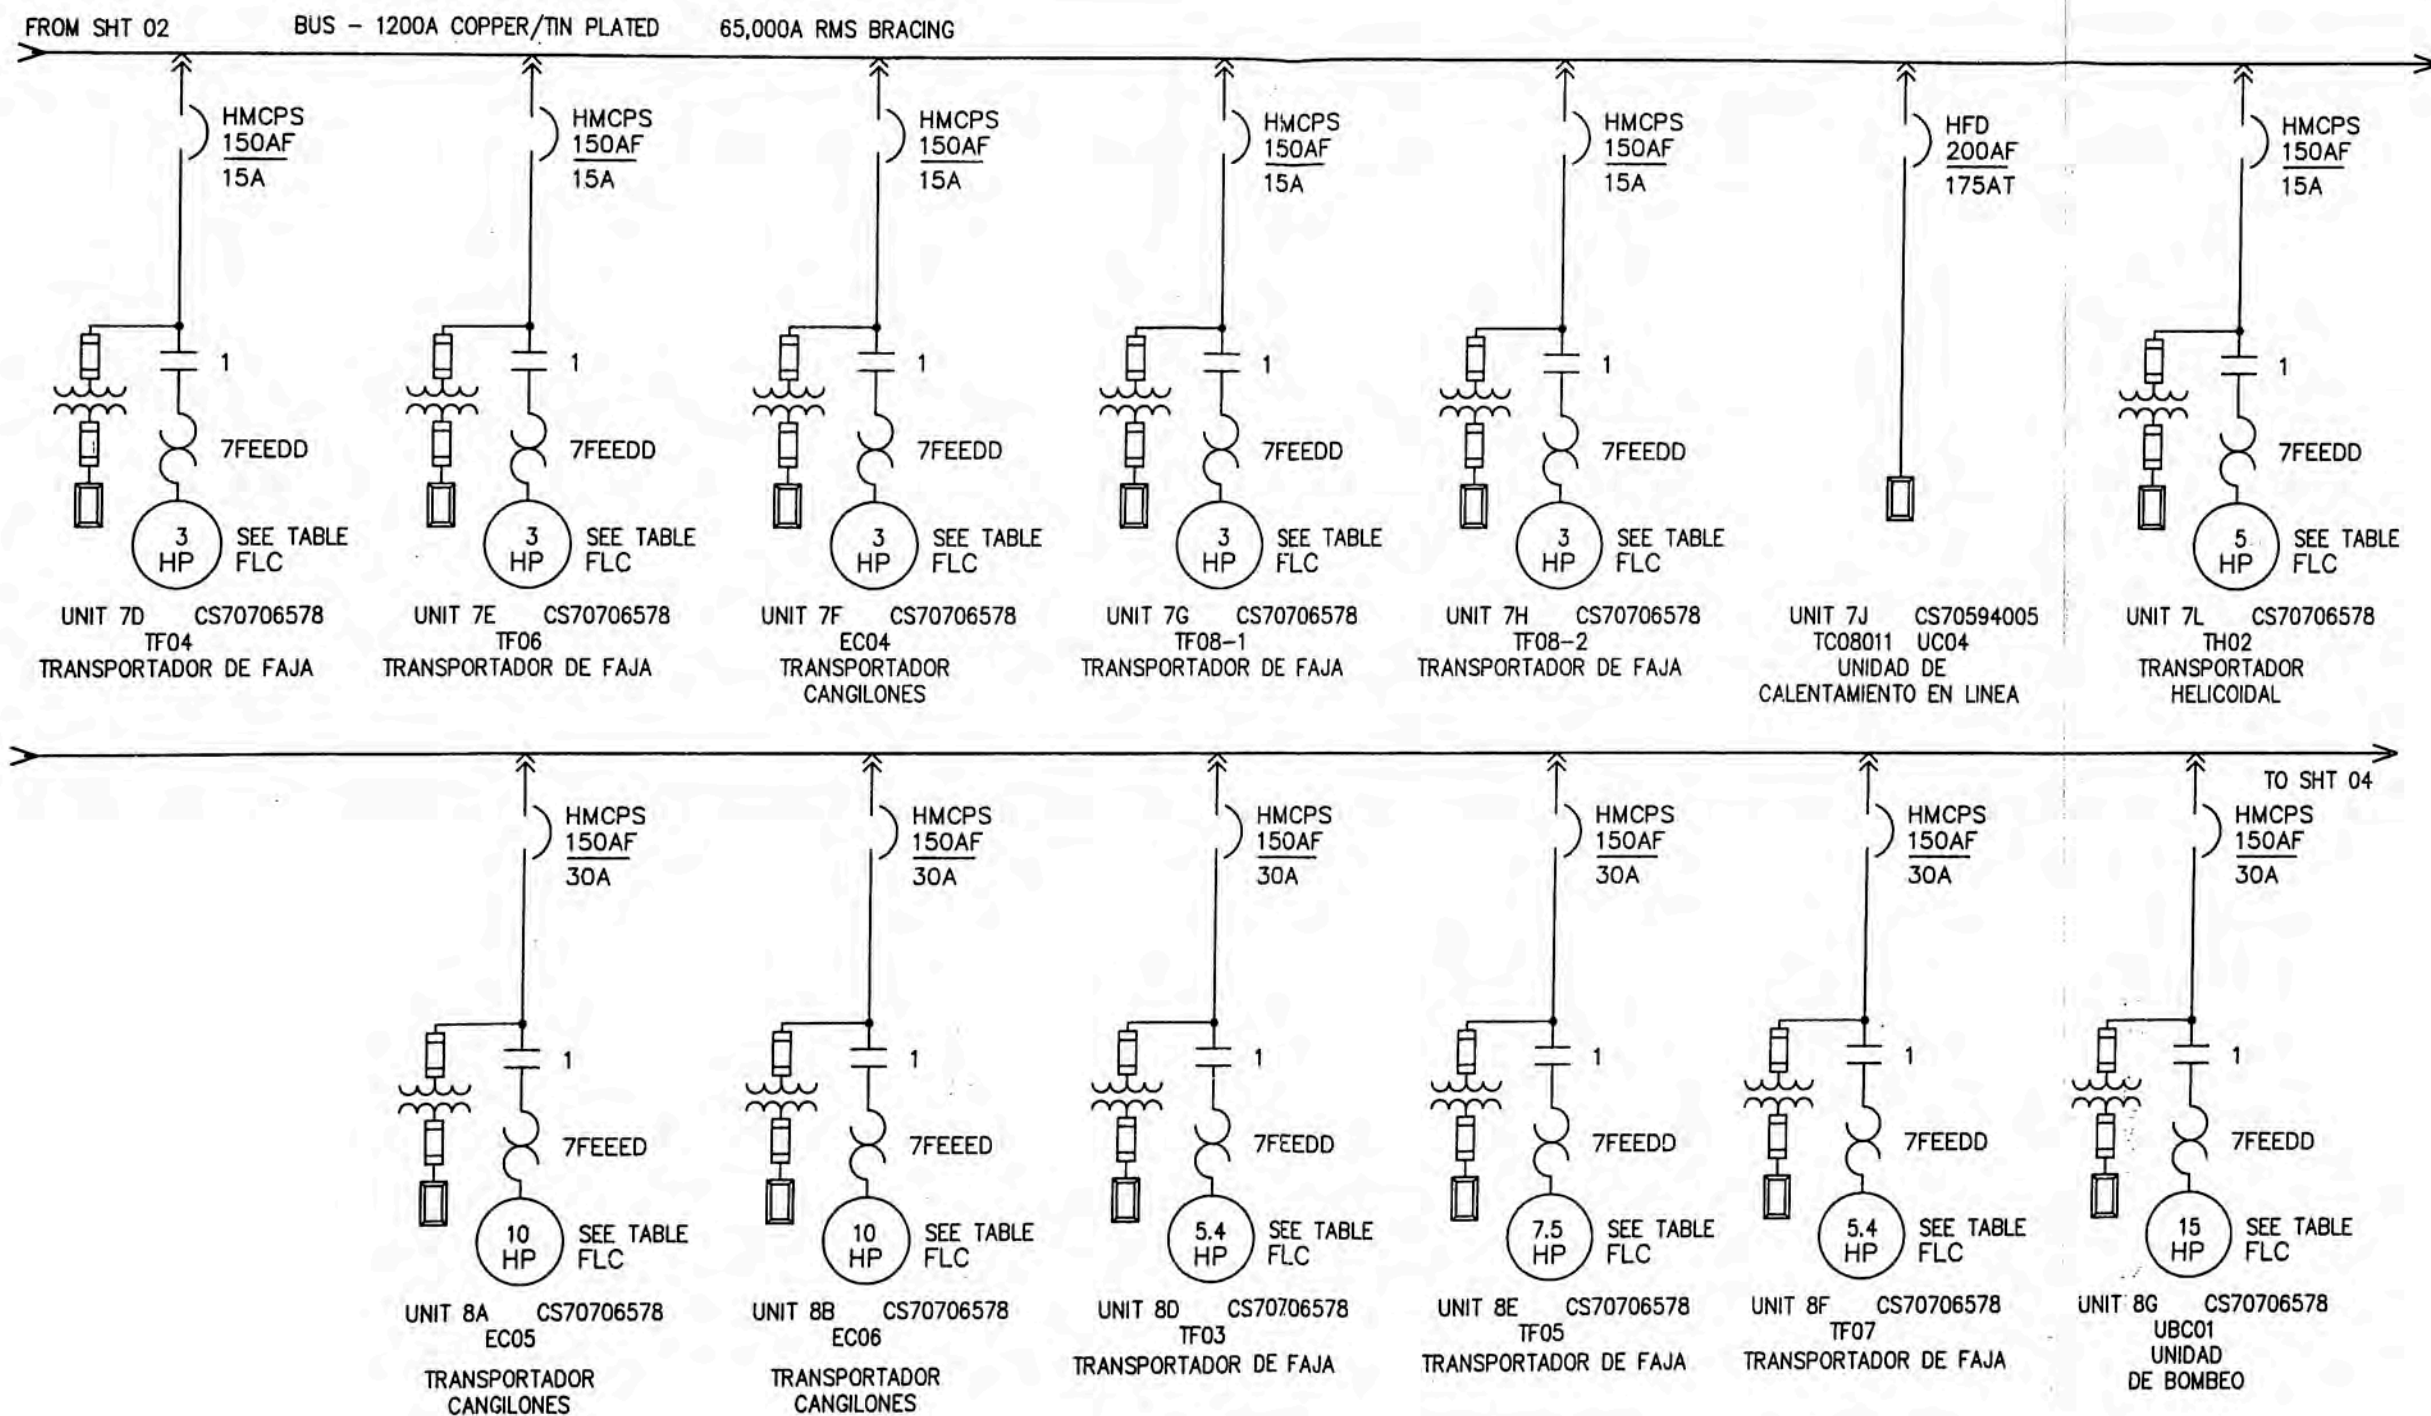 FROM SHT 02
BUS - 1200A COPPER/TIN PLATED
65,000A RMS BRACING
HMCPS
150AF
15A
1
7FEEDD
3
HP
SEE TABLE
FLC
UNIT 7D CS70706578
TF04
TRANSPORTADOR DE FAJA
HMCPS
150AF
15A
1
7FEEDD
3
HP
SEE TABLE
FLC
UNIT 7E CS70706578
TF06
TRANSPORTADOR DE FAJA
HMCPS
150AF
15A
1
7FEEDD
3
HP
SEE TABLE
FLC
UNIT 7F CS70706578
EC04
TRANSPORTADOR
CANGILONES
HMCPS
150AF
15A
1
7FEEDD
3
HP
SEE TABLE
FLC
UNIT 7G CS70706578
TF08-1
TRANSPORTADOR DE FAJA
HMCPS
150AF
15A
1
7FEEDD
3
HP
SEE TABLE
FLC
UNIT 7H CS70706578
TF08-2
TRANSPORTADOR DE FAJA
HFD
200AF
175AT
UNIT 7J CS70594005
TC08011 UC04
UNIDAD DE
CALENTAMIENTO EN LINEA
HMCPS
150AF
15A
1
7FEEDD
5
HP
SEE TABLE
FLC
UNIT 7L CS70706578
TH02
TRANSPORTADOR
HELICOIDAL
TO SHT 04
HMCPS
150AF
30A
1
7FEEED
10
HP
SEE TABLE
FLC
UNIT 8A CS70706578
EC05
TRANSPORTADOR
CANGILONES
HMCPS
150AF
30A
1
7FEEED
10
HP
SEE TABLE
FLC
UNIT 8B CS70706578
EC06
TRANSPORTADOR
CANGILONES
HMCPS
150AF
30A
1
7FEEDD
5.4
HP
SEE TABLE
FLC
UNIT 8D CS70706578
TF03
TRANSPORTADOR DE FAJA
HMCPS
150AF
30A
1
7FEEDD
7.5
HP
SEE TABLE
FLC
UNIT 8E CS70706578
TF05
TRANSPORTADOR DE FAJA
HMCPS
150AF
30A
1
7FEEDD
5.4
HP
SEE TABLE
FLC
UNIT 8F CS70706578
TF07
TRANSPORTADOR DE FAJA
HMCPS
150AF
30A
1
7FEEDD
15
HP
SEE TABLE
FLC
UNIT 8G CS70706578
UBC01
UNIDAD
DE BOMBEO